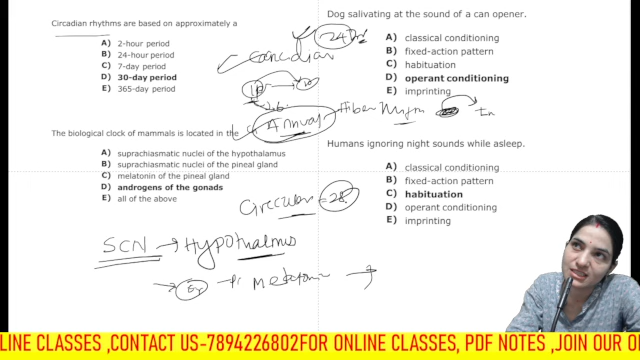 Circadian rhythms are based on approximately a
A) 2-hour period
B) 24-hour period
C) 7-day period
D) 30-day period
E) 365-day period
The biological clock of mammals is located in the
A) suprachiasmatic nuclei of the hypothalamus
B) suprachiasmatic nuclei of the pineal gland
C) melatonin of the pineal gland
D) androgens of the gonads
E) all of the above
SCN → Hypothalmus
Dog salivating at the sound of a can opener.
~24
A) classical conditioning
B) fixed-action pattern
C) habituation
D) operant conditioning
E) imprinting
Annual
Humans ignoring night sounds while asleep.
A) classical conditioning
B) fixed-action pattern
C) habituation
D) operant conditioning
E) imprinting
28
LINE CLASSES ,CONTACT US-7894226802FOR ONLINE CLASSES, PDF NOTES ,JOIN OUR O